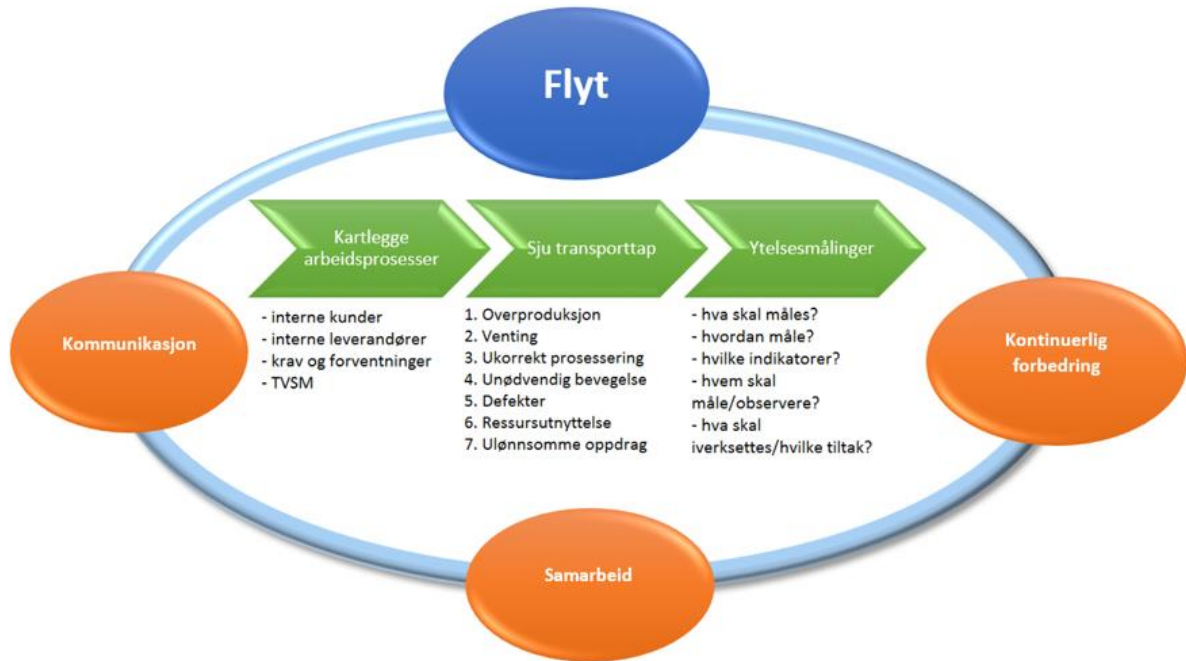 Flyt
Kartlegge
arbeidsprosesser
Sju transporttap
Ytelsesmålinger
Kommunikasjon
- interne kunder
- interne leverandører
- krav og forventninger
- TVSM
1. Overproduksjon
2. Venting
3. Ukorrekt prosessering
4. Unødvendig bevegelse
5. Defekter
6. Ressursutnyttelse
7. Ulønnsomme oppdrag
- hva skal måles?
- hvordan måle?
- hvilke indikatorer?
- hvem skal
måle/observere?
- hva skal
iverksettes/hvilke tiltak?
Kontinuerlig
forbedring
Samarbeid